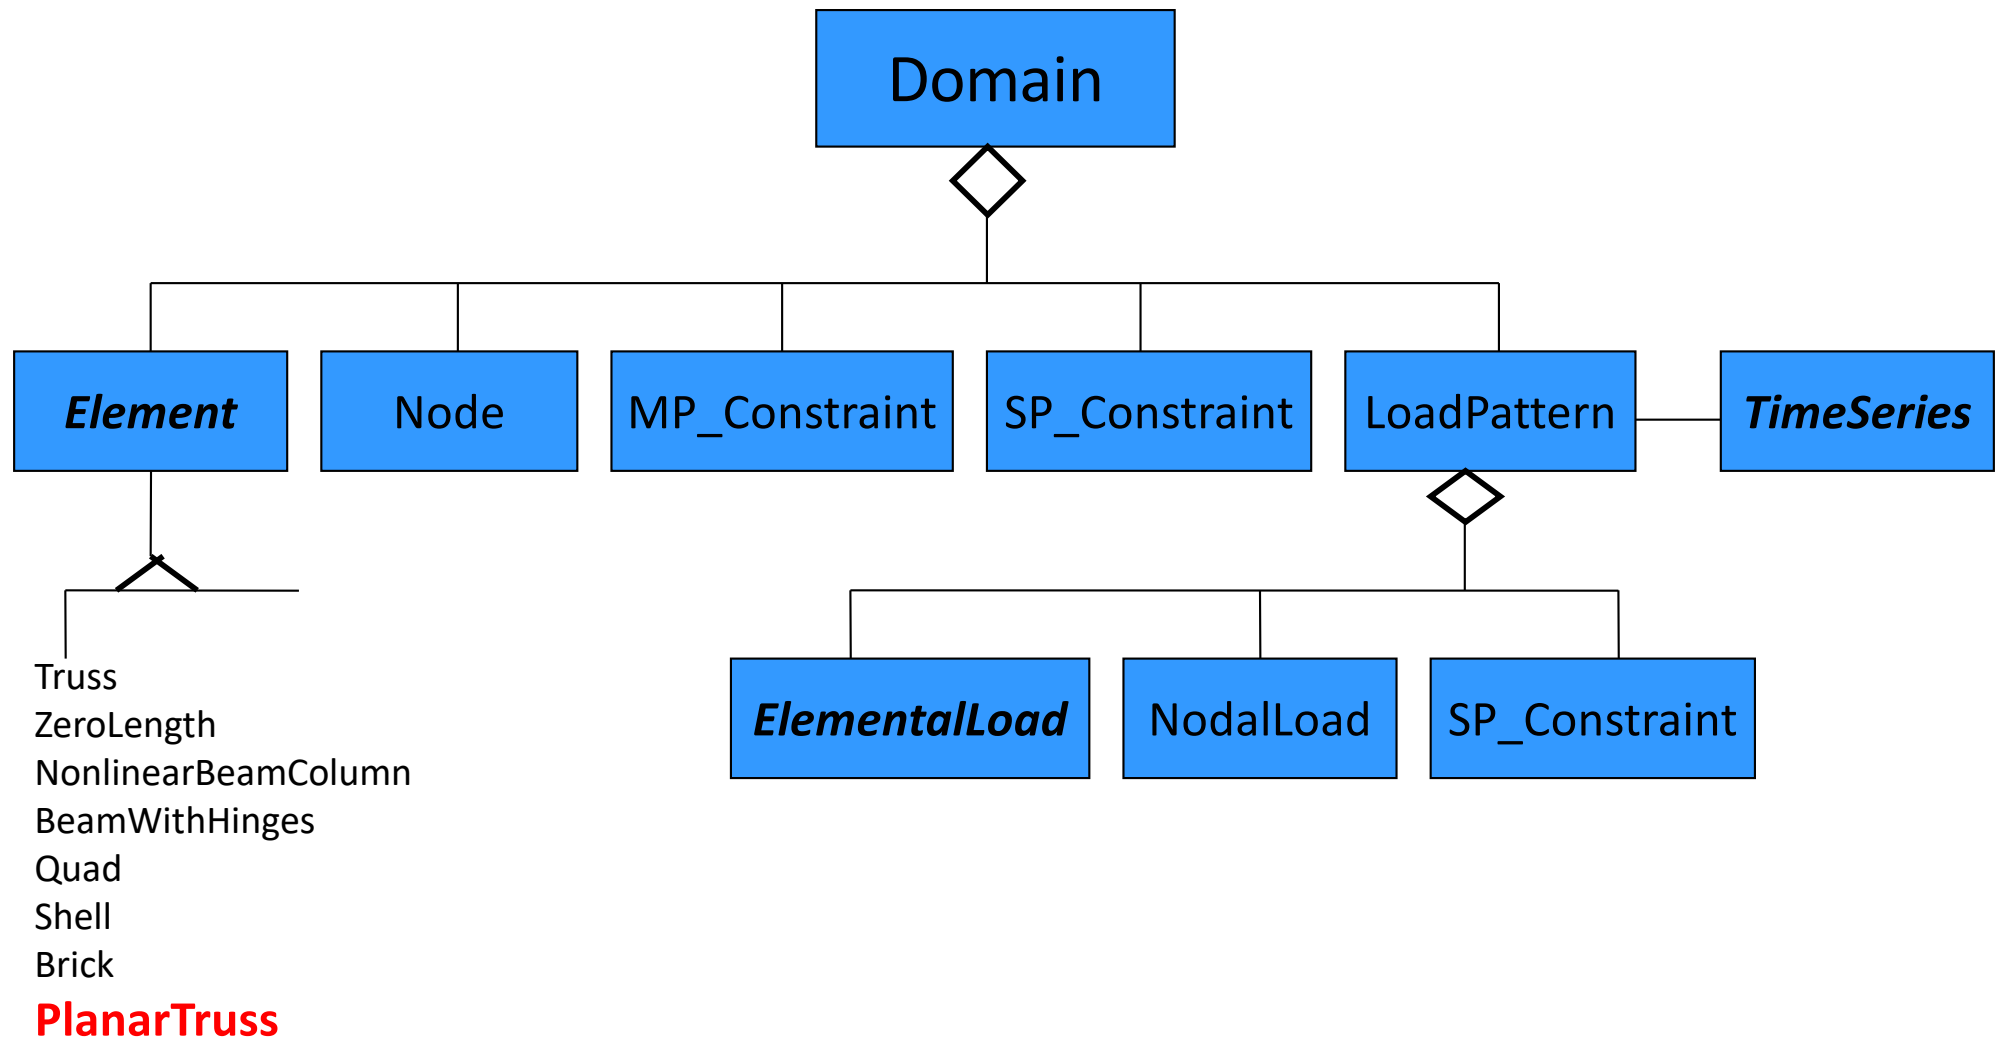 Domain
Element
Node
MP_Constraint
SP_Constraint
LoadPattern
TimeSeries
Truss
ZeroLength
NonlinearBeamColumn
BeamWithHinges
Quad
Shell
Brick
PlanarTruss
ElementalLoad
NodalLoad
SP_Constraint